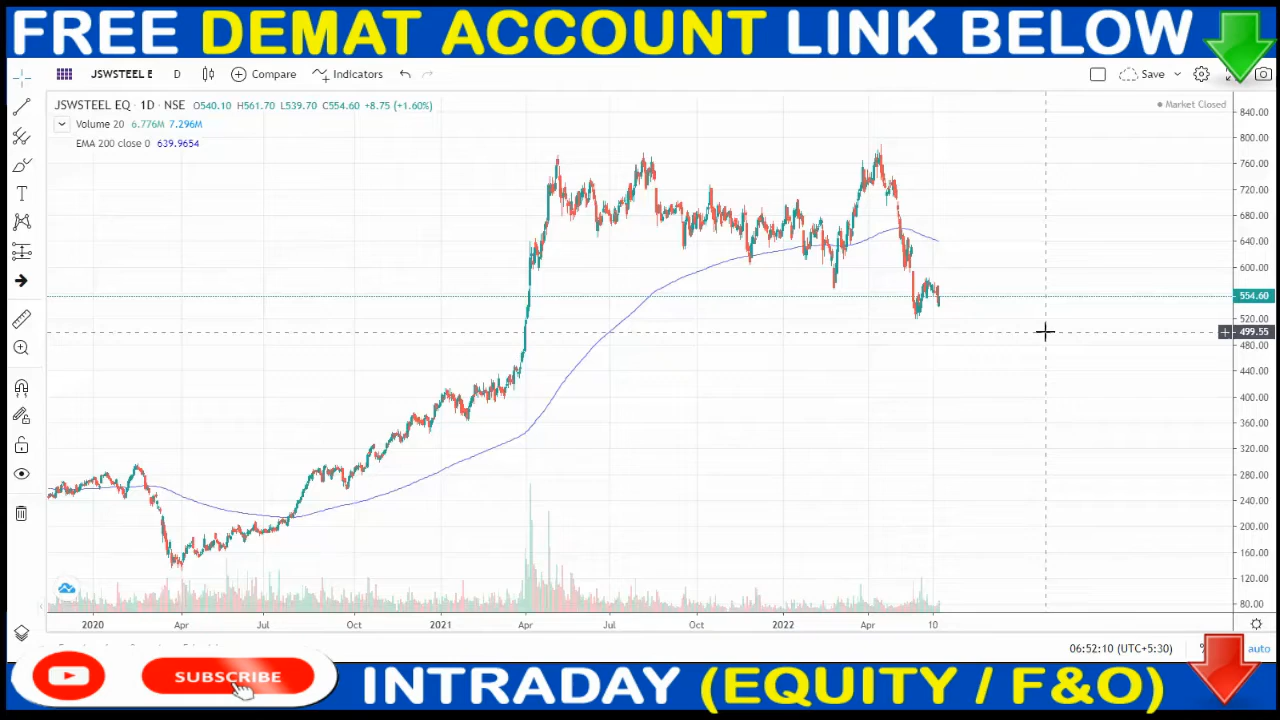 FREE DEMAT ACCOUNT LINK BELOW
JSWSTEEL E D Compare Indicators Save
JSWSTEEL EQ · 1D · NSE O540.10 H561.70 L539.70 C554.60 +8.75 (+1.60%)
Market Closed
Volume 20 6.776M 7.296M
EMA 200 close 0 639.9654
840.00
800.00
760.00
720.00
680.00
640.00
600.00
554.60
520.00
499.55
480.00
440.00
400.00
360.00
320.00
280.00
240.00
200.00
160.00
120.00
80.00
2020 Apr Jul Oct 2021 Apr Jul Oct 2022 Apr 10
06:52:10 (UTC+5:30) % auto
SUBSCRIBE
INTRADAY (EQUITY / F&O)